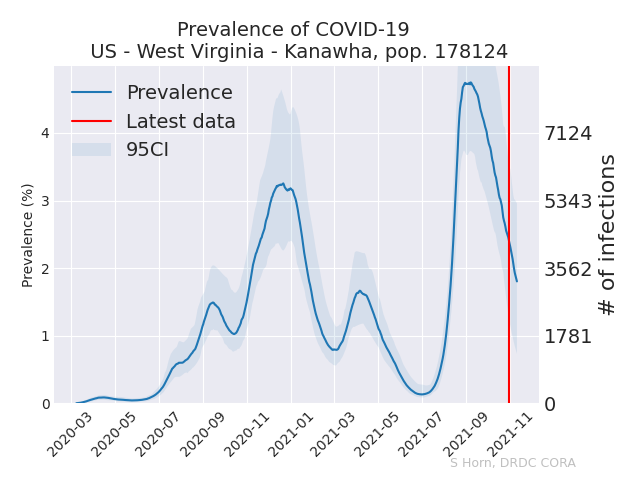 Prevalence of COVID-19
US - West Virginia - Kanawha, pop. 178124
Prevalence
Latest data
95CI
Prevalence (%)
4
3
2
1
0
7124
5343
3562
1781
0
# of infections
2020-03
2020-05
2020-07
2020-09
2020-11
2021-01
2021-03
2021-05
2021-07
2021-09
2021-11
S Horn, DRDC CORA